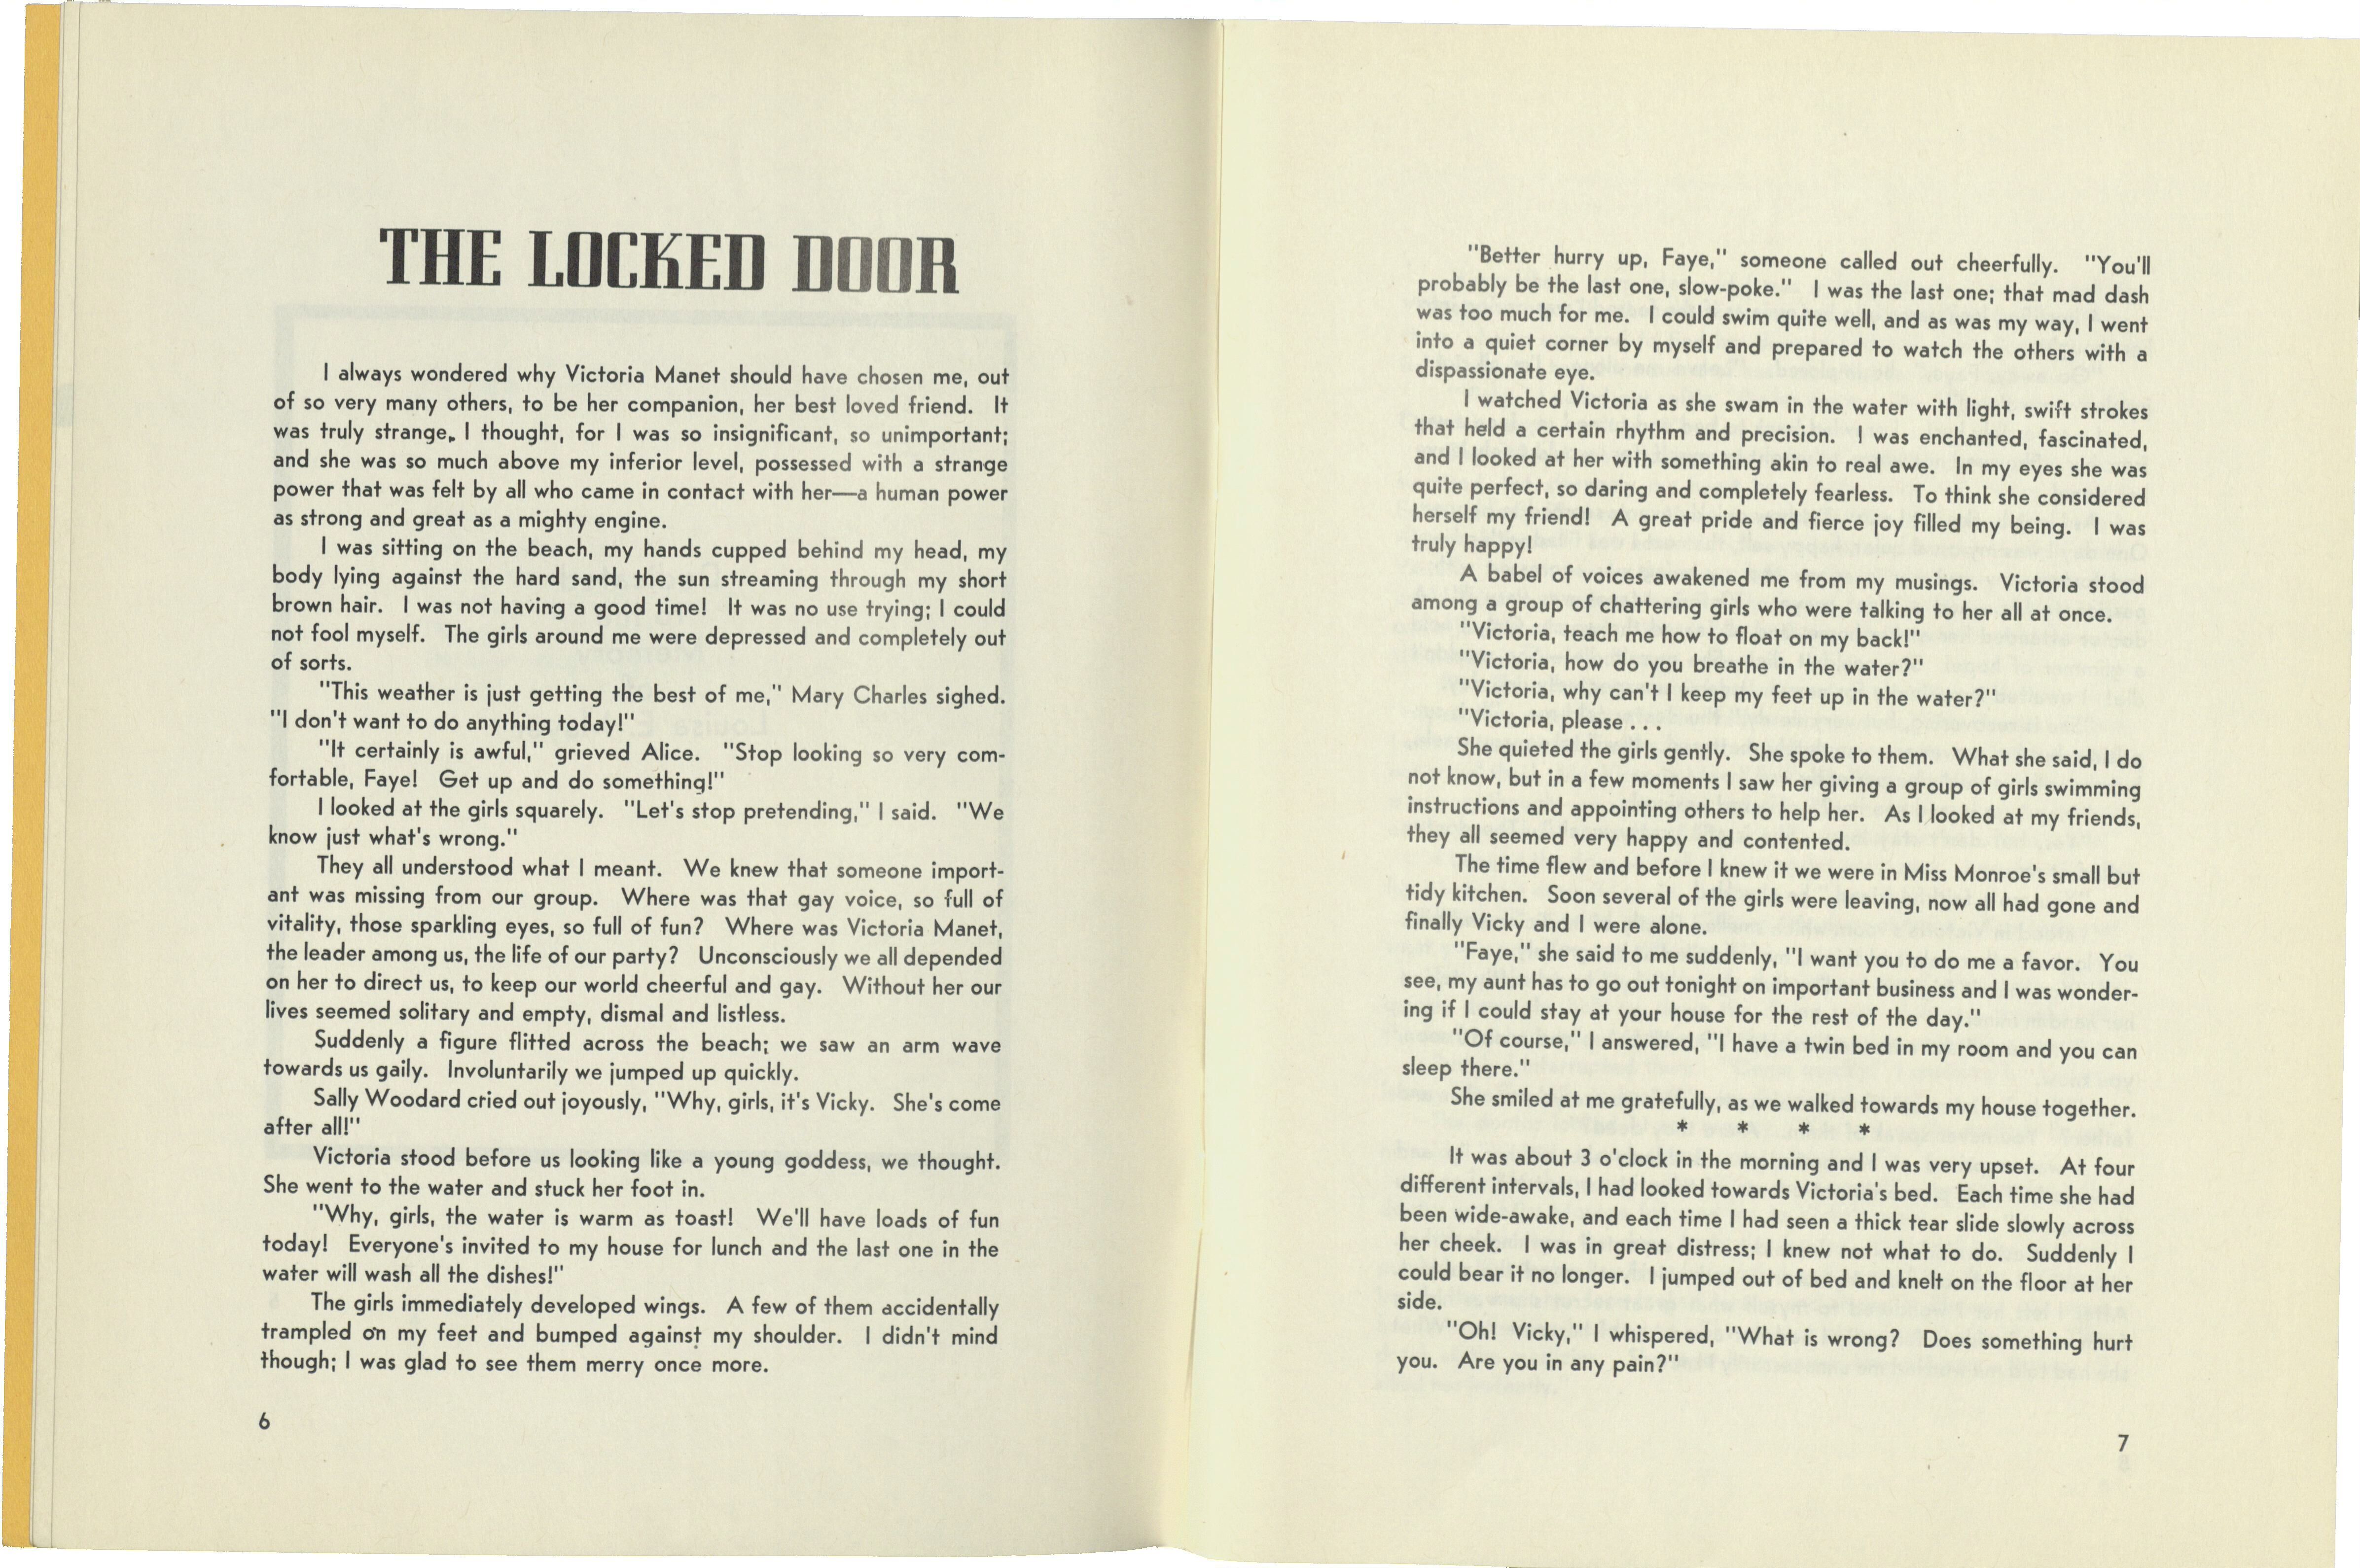 THE LOCKED DOOR
I always wondered why Victoria Manet should have chosen me, out
of so very many others, to be her companion, her best loved friend. It
was truly strange, I thought, for I was so insignificant, so unimportant;
and she was so much above my inferior level, possessed with a strange
power that was felt by all who came in contact with her—a human power
as strong and great as a mighty engine.
I was sitting on the beach, my hands cupped behind my head, my
body lying against the hard sand, the sun streaming through my short
brown hair. I was not having a good time! It was no use trying; I could
not fool myself. The girls around me were depressed and completely out
of sorts.
"This weather is just getting the best of me," Mary Charles sighed.
"I don't want to do anything today!"
"It certainly is awful," grieved Alice. "Stop looking so very com-
fortable, Faye! Get up and do something!"
I looked at the girls squarely. "Let's stop pretending," I said. "We
know just what's wrong."
They all understood what I meant. We knew that someone import-
ant was missing from our group. Where was that gay voice, so full of
vitality, those sparkling eyes, so full of fun? Where was Victoria Manet,
the leader among us, the life of our party? Unconsciously we all depended
on her to direct us, to keep our world cheerful and gay. Without her our
lives seemed solitary and empty, dismal and listless.
Suddenly a figure flitted across the beach; we saw an arm wave
towards us gaily. Involuntarily we jumped up quickly.
Sally Woodard cried out joyously, "Why, girls, it's Vicky. She's come
after all!"
Victoria stood before us looking like a young goddess, we thought.
She went to the water and stuck her foot in.
"Why, girls, the water is warm as toast! We'll have loads of fun
today! Everyone's invited to my house for lunch and the last one in the
water will wash all the dishes!"
The girls immediately developed wings. A few of them accidentally
trampled on my feet and bumped against my shoulder. I didn't mind
though; I was glad to see them merry once more.
6
"Better hurry up, Faye," someone called out cheerfully. "You'll
probably be the last one, slow-poke." I was the last one; that mad dash
was too much for me. I could swim quite well, and as was my way, I went
into a quiet corner by myself and prepared to watch the others with a
dispassionate eye.
I watched Victoria as she swam in the water with light, swift strokes
that held a certain rhythm and precision. I was enchanted, fascinated,
and I looked at her with something akin to real awe. In my eyes she was
quite perfect, so daring and completely fearless. To think she considered
herself my friend! A great pride and fierce joy filled my being. I was
truly happy!
A babel of voices awakened me from my musings. Victoria stood
among a group of chattering girls who were talking to her all at once.
"Victoria, teach me how to float on my back!"
"Victoria, how do you breathe in the water?"
"Victoria, why can't I keep my feet up in the water?"
"Victoria, please . . .
She quieted the girls gently. She spoke to them. What she said, I do
not know, but in a few moments I saw her giving a group of girls swimming
instructions and appointing others to help her. As I looked at my friends,
they all seemed very happy and contented.
The time flew and before I knew it we were in Miss Monroe's small but
tidy kitchen. Soon several of the girls were leaving, now all had gone and
finally Vicky and I were alone.
"Faye," she said to me suddenly, "I want you to do me a favor. You
see, my aunt has to go out tonight on important business and I was wonder-
ing if I could stay at your house for the rest of the day."
"Of course," I answered, "I have a twin bed in my room and you can
sleep there."
She smiled at me gratefully, as we walked towards my house together.
* * * *
It was about 3 o'clock in the morning and I was very upset. At four
different intervals, I had looked towards Victoria's bed. Each time she had
been wide-awake, and each time I had seen a thick tear slide slowly across
her cheek. I was in great distress; I knew not what to do. Suddenly I
could bear it no longer. I jumped out of bed and knelt on the floor at her
side.
"Oh! Vicky," I whispered, "What is wrong? Does something hurt
you. Are you in any pain?"
7